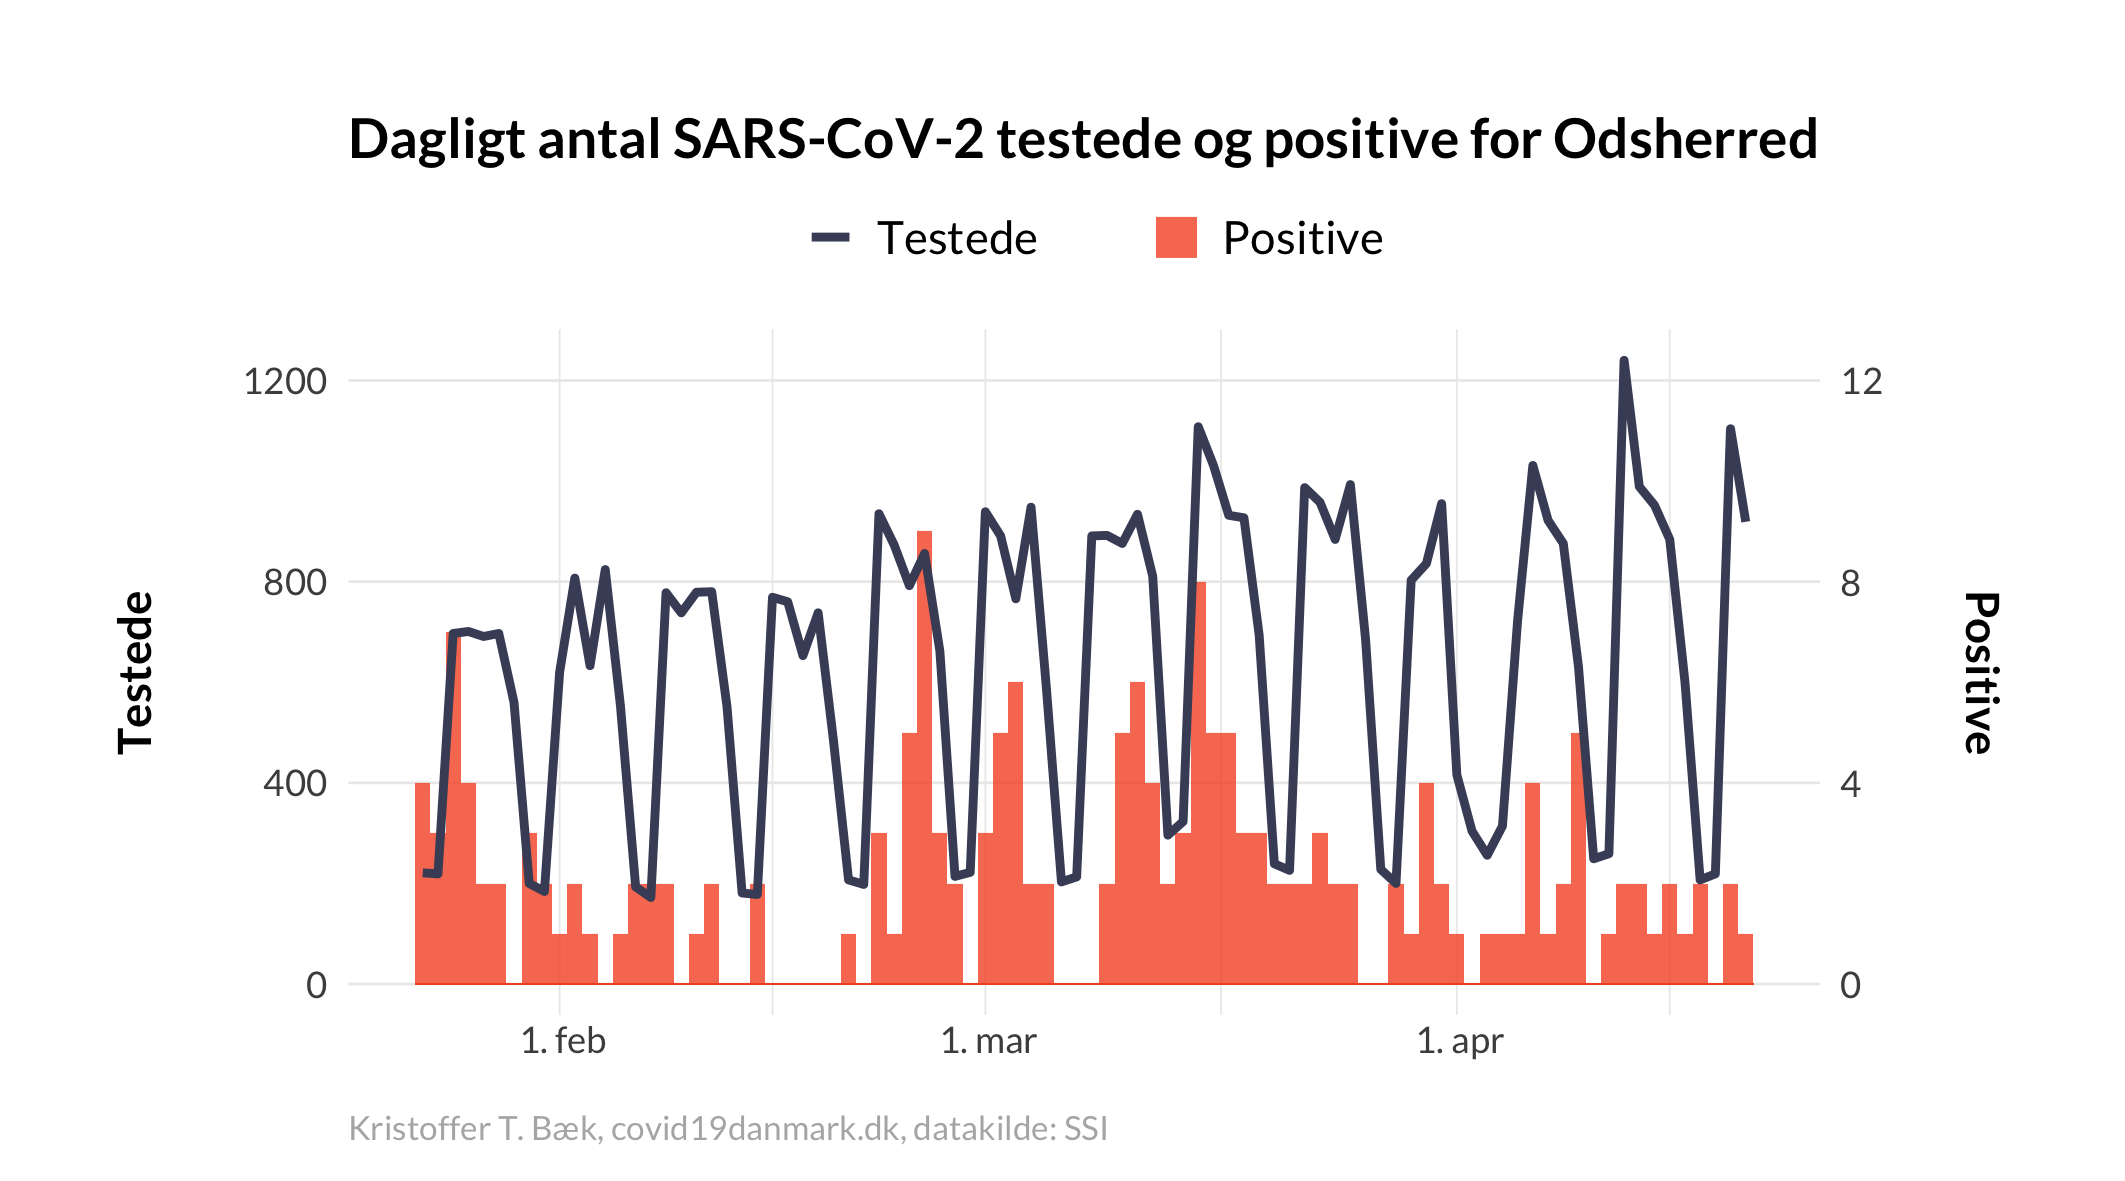 Dagligt antal SARS-CoV-2 testede og positive for Odsherred
Testede Positive
1200 12
800 8
400 4
0 0
Testede
Positive
1. feb 1. mar 1. apr
Kristoffer T. Bæk, covid19danmark.dk, datakilde: SSI